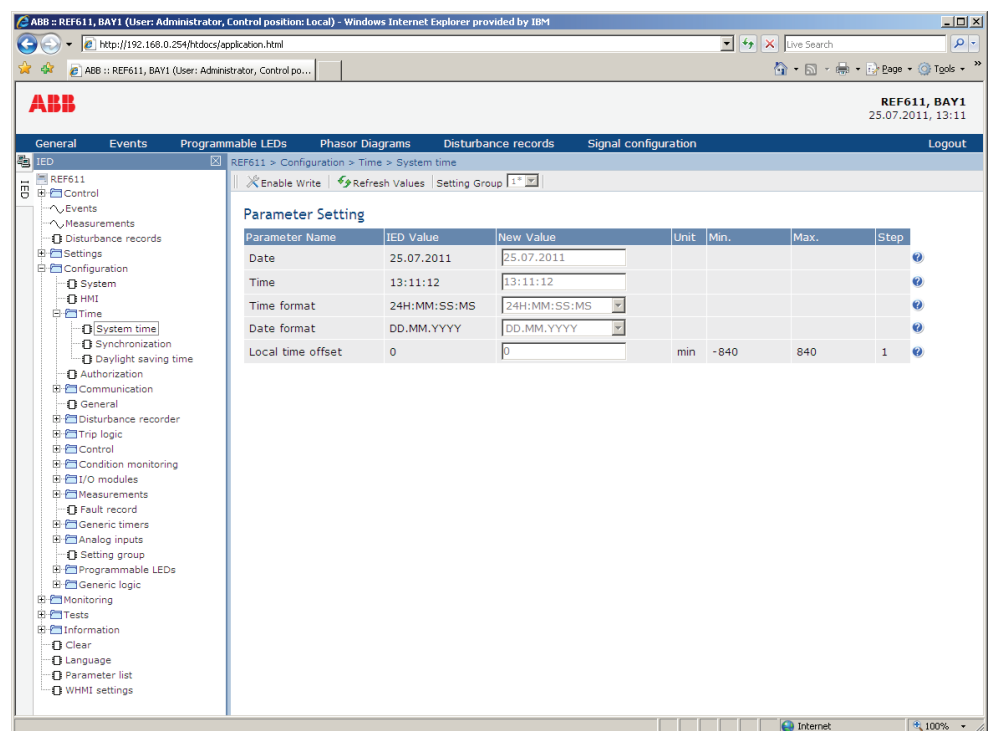 ABB :: REF611, BAY1 (User: Administrator, Control position: Local) - Windows Internet Explorer provided by IBM
http://192.168.0.254/htdocs/application.html
Live Search
ABB :: REF611, BAY1 (User: Administrator, Control po...
Page
Tools
ABB
REF611, BAY1
25.07.2011, 13:11
General Events Programmable LEDs Phasor Diagrams Disturbance records Signal configuration Logout
IED
REF611 > Configuration > Time > System time
IED
Enable Write Refresh Values Setting Group 1*
REF611
Control
Events
Measurements
Disturbance records
Settings
Configuration
System
HMI
Time
System time
Synchronization
Daylight saving time
Authorization
Communication
General
Disturbance recorder
Trip logic
Control
Condition monitoring
I/O modules
Measurements
Fault record
Generic timers
Analog inputs
Setting group
Programmable LEDs
Generic logic
Monitoring
Tests
Information
Clear
Language
Parameter list
WHMI settings
Parameter Setting
Parameter Name IED Value New Value Unit Min. Max. Step
Date 25.07.2011 25.07.2011
Time 13:11:12 13:11:12
Time format 24H:MM:SS:MS 24H:MM:SS:MS
Date format DD.MM.YYYY DD.MM.YYYY
Local time offset 0 0 min -840 840 1
Internet
100%